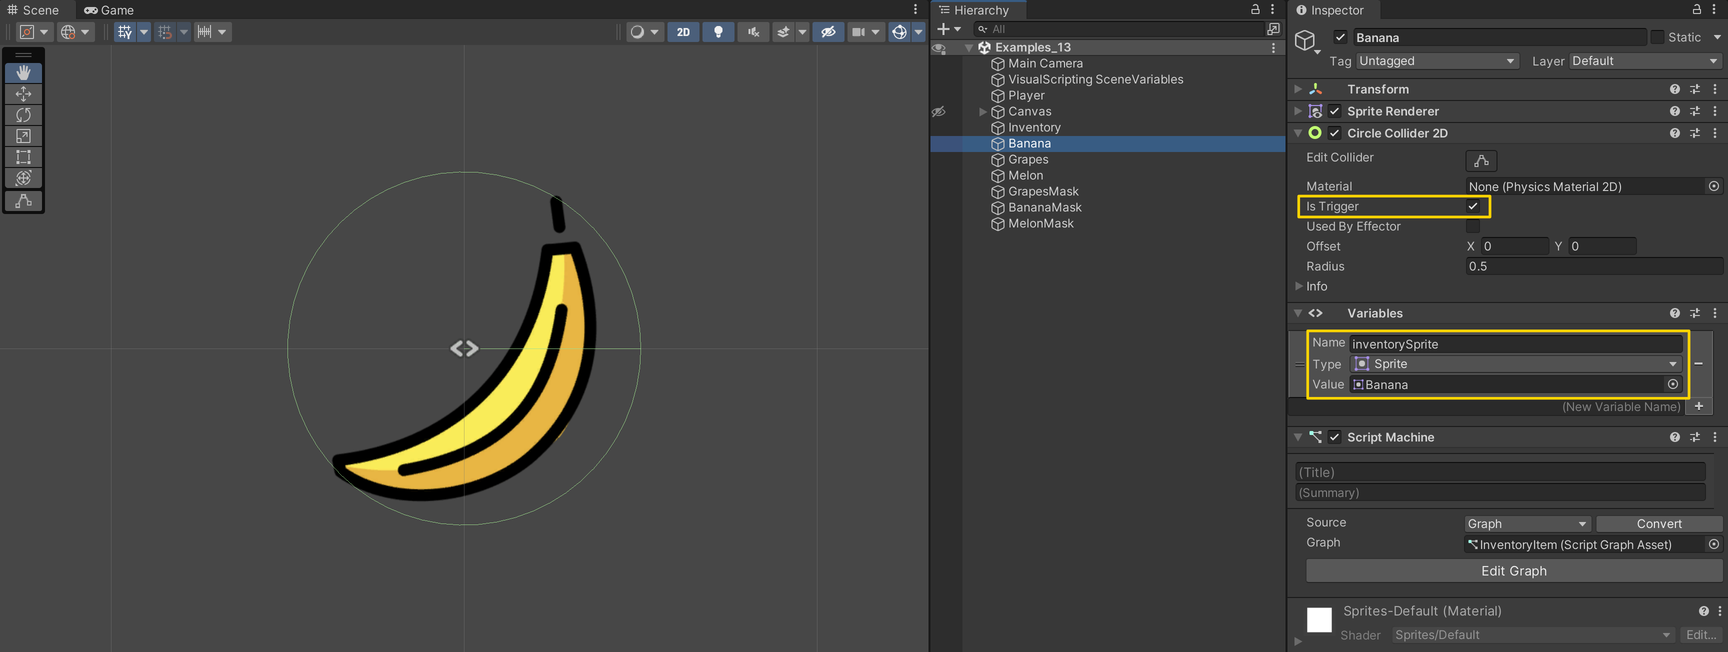 Scene
Game
2D
Hierarchy
All
Examples_13
Main Camera
VisualScripting SceneVariables
Player
Canvas
Inventory
Banana
Grapes
Melon
GrapesMask
BananaMask
MelonMask
Inspector
Banana
Static
Tag Untagged
Layer Default
Transform
Sprite Renderer
Circle Collider 2D
Edit Collider
Material None (Physics Material 2D)
Is Trigger
Used By Effector
Offset X 0 Y 0
Radius 0.5
Info
Variables
Name inventorySprite
Type Sprite
Value Banana
(New Variable Name)
Script Machine
(Title)
(Summary)
Source Graph Convert
Graph InventoryItem (Script Graph Asset)
Edit Graph
Sprites-Default (Material)
Shader Sprites/Default Edit...